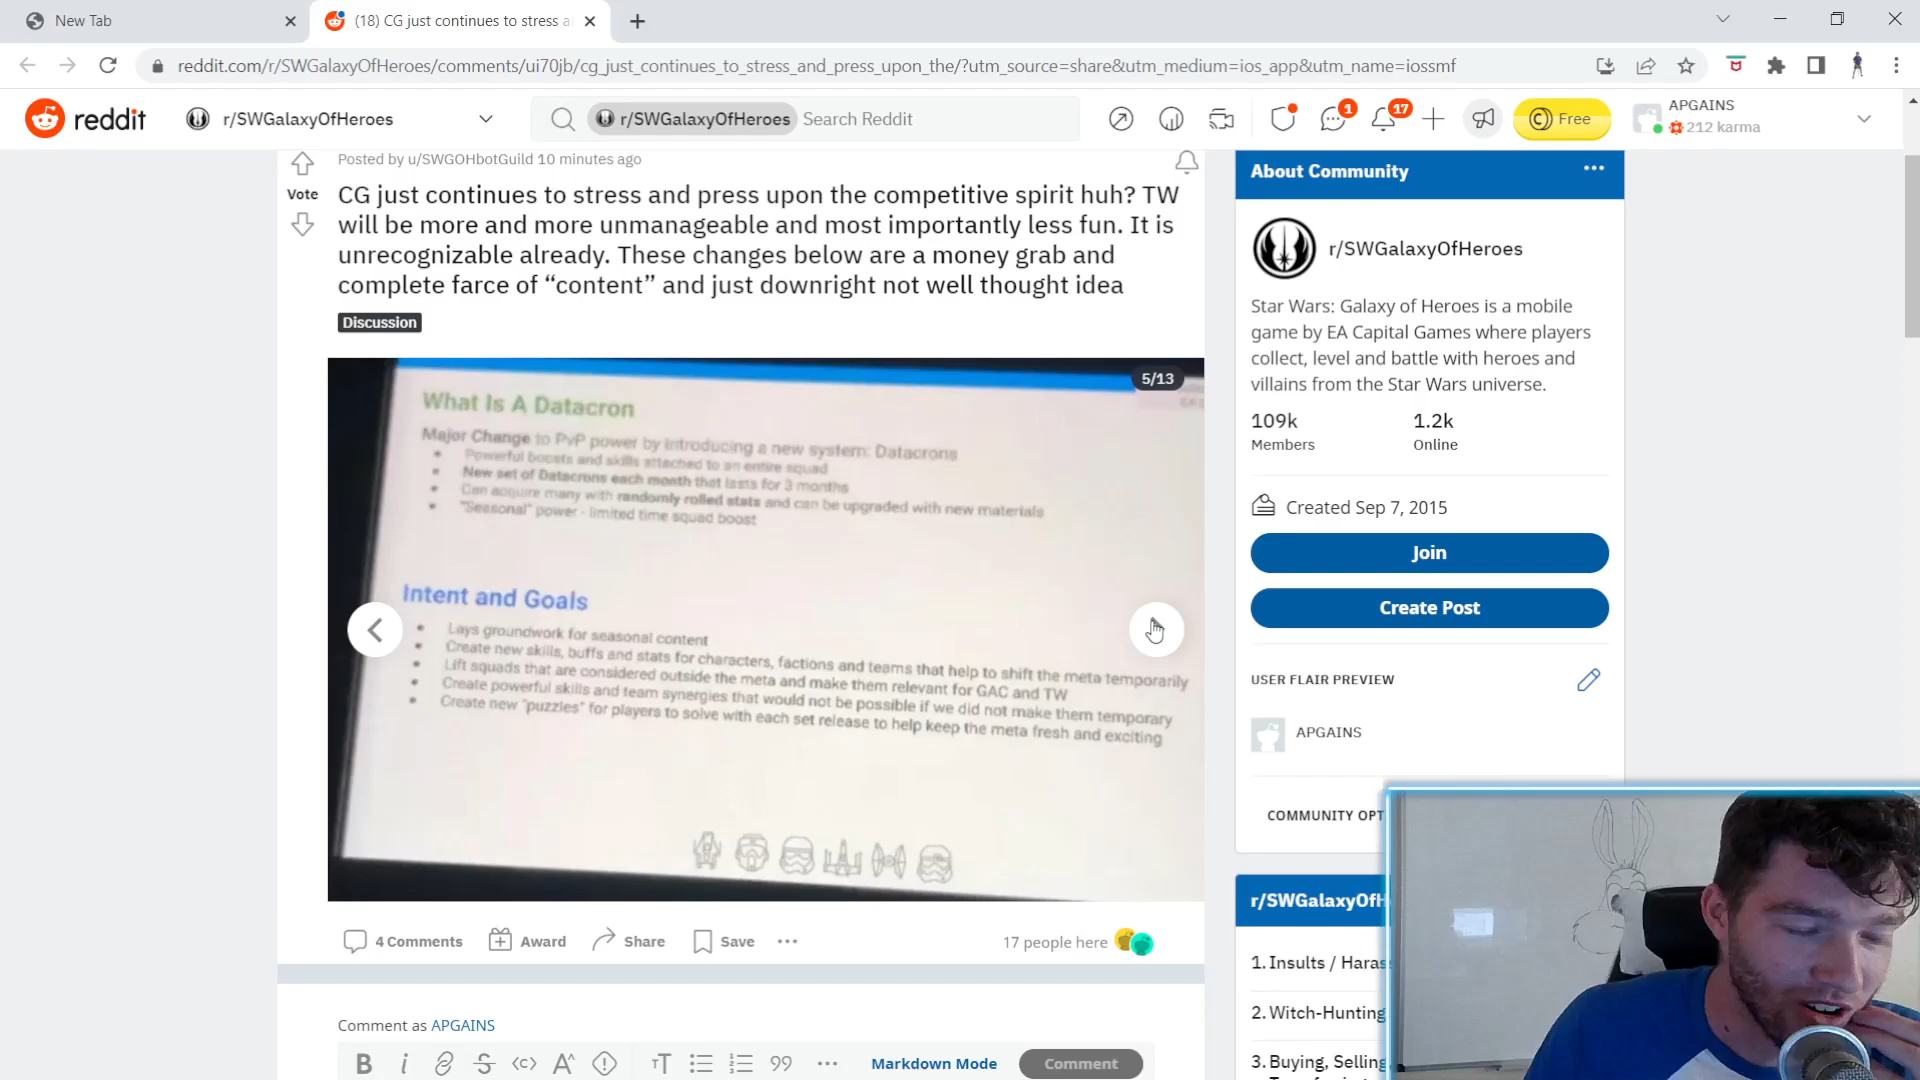 New Tab
(18) CG just continues to stress a
reddit.com/r/SWGalaxyOfHeroes/comments/ui70jb/cg_just_continues_to_stress_and_press_upon_the/?utm_source=share&utm_medium=ios_app&utm_name=iossmf
reddit
r/SWGalaxyOfHeroes
r/SWGalaxyOfHeroes Search Reddit
1
17
Free
APGAINS
212 karma
Posted by u/SWGOHbotGuild 10 minutes ago
Vote
CG just continues to stress and press upon the competitive spirit huh? TW
will be more and more unmanageable and most importantly less fun. It is
unrecognizable already. These changes below are a money grab and
complete farce of “content” and just downright not well thought idea
Discussion
5/13
What Is A Datacron
Major Change to PvP power by introducing a new system: Datacrons
Powerful boosts and skills attached to an entire squad
New set of Datacrons each month that lasts for 3 months
Can acquire many with randomly rolled stats and can be upgraded with new materials
"Seasonal" power - limited time squad boost
Intent and Goals
Lays groundwork for seasonal content
Create new skills, buffs and stats for characters, factions and teams that help to shift the meta temporarily
Lift squads that are considered outside the meta and make them relevant for GAC and TW
Create powerful skills and team synergies that would not be possible if we did not make them temporary
Create new "puzzles" for players to solve with each set release to help keep the meta fresh and exciting
4 Comments
Award
Share
Save
17 people here
Comment as APGAINS
Markdown Mode
Comment
About Community
r/SWGalaxyOfHeroes
Star Wars: Galaxy of Heroes is a mobile
game by EA Capital Games where players
collect, level and battle with heroes and
villains from the Star Wars universe.
109k
Members
1.2k
Online
Created Sep 7, 2015
Join
Create Post
USER FLAIR PREVIEW
APGAINS
COMMUNITY OPT
r/SWGalaxyOfH
1. Insults / Haras
2. Witch-Hunting
3. Buying, Selling